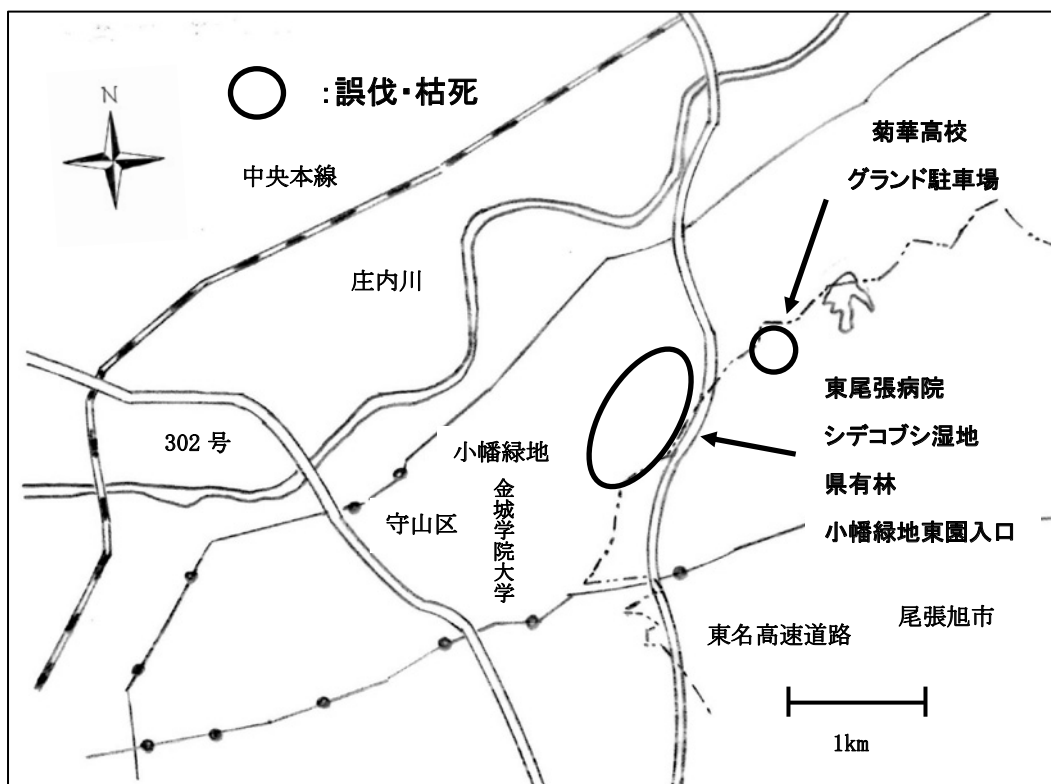 N
：誤伐・枯死
中央本線
菊華高校
グランド駐車場
庄内川
東尾張病院
シデコブシ湿地
県有林
小幡緑地東園入口
302 号
小幡緑地
守山区
金城学院大学
東名高速道路
尾張旭市
1km